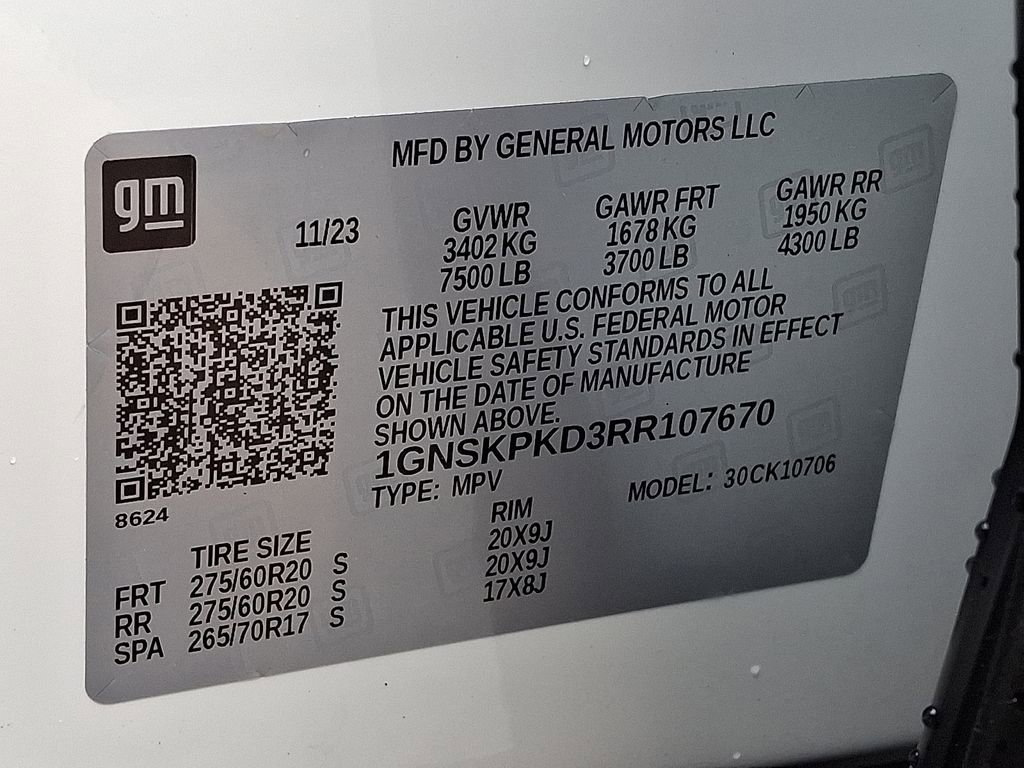 gm
MFD BY GENERAL MOTORS LLC
11/23
GVWR
3402 KG
7500 LB
GAWR FRT
1678 KG
3700 LB
GAWR RR
1950 KG
4300 LB
THIS VEHICLE CONFORMS TO ALL
APPLICABLE U.S. FEDERAL MOTOR
VEHICLE SAFETY STANDARDS IN EFFECT
ON THE DATE OF MANUFACTURE
SHOWN ABOVE.
1GNSKPKD3RR107670
TYPE: MPV
MODEL: 30CK10706
8624
TIRE SIZE RIM
FRT 275/60R20 S 20X9J
RR 275/60R20 S 20X9J
SPA 265/70R17 S 17X8J